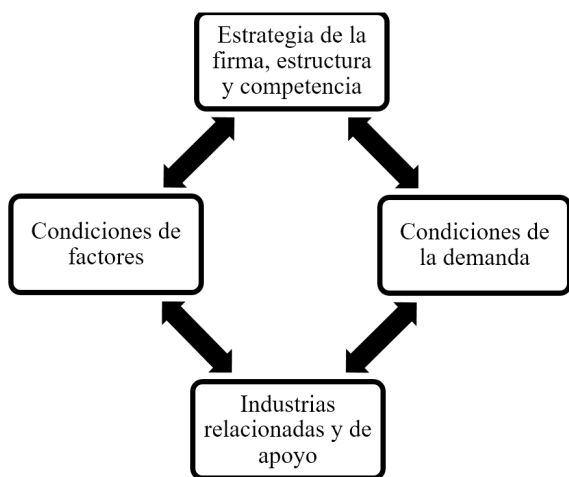 Estrategia de la
firma, estructura
y competencia
Condiciones de
factores
Condiciones de
la demanda
Industrias
relacionadas y de
apoyo